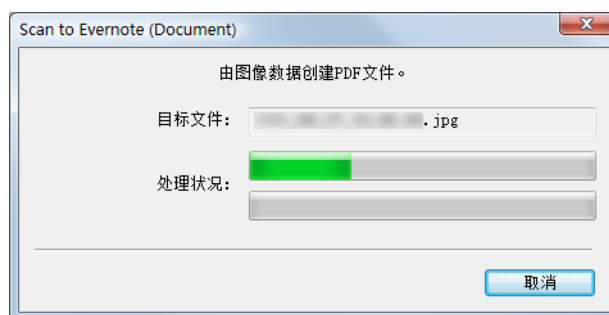 Scan to Evernote (Document)
由图像数据创建PDF文件。
目标文件:
.jpg
处理状况:
取消